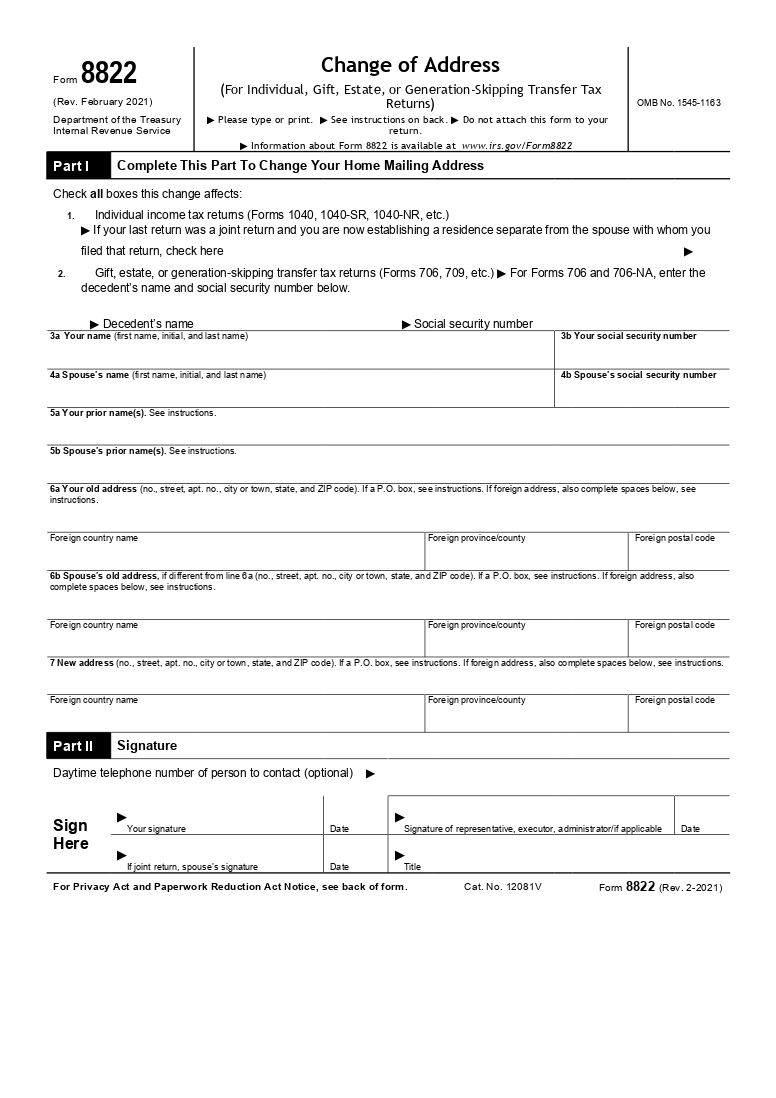 Form 8822
(Rev. February 2021)
Department of the Treasury
Internal Revenue Service
Change of Address
(For Individual, Gift, Estate, or Generation-Skipping Transfer Tax
Returns)
▶ Please type or print. ▶ See instructions on back. ▶ Do not attach this form to your
return.
▶ Information about Form 8822 is available at www.irs.gov/Form8822
OMB No. 1545-1163
Part I Complete This Part To Change Your Home Mailing Address
Check all boxes this change affects:
1. Individual income tax returns (Forms 1040, 1040-SR, 1040-NR, etc.)
▶ If your last return was a joint return and you are now establishing a residence separate from the spouse with whom you
filed that return, check here ▶
2. Gift, estate, or generation-skipping transfer tax returns (Forms 706, 709, etc.) ▶ For Forms 706 and 706-NA, enter the
decedent's name and social security number below.
▶ Decedent's name ▶ Social security number
3a Your name (first name, initial, and last name) 3b Your social security number
4a Spouse's name (first name, initial, and last name) 4b Spouse's social security number
5a Your prior name(s). See instructions.
5b Spouse's prior name(s). See instructions.
6a Your old address (no., street, apt. no., city or town, state, and ZIP code). If a P.O. box, see instructions. If foreign address, also complete spaces below, see
instructions.
Foreign country name Foreign province/county Foreign postal code
6b Spouse's old address, if different from line 6a (no., street, apt. no., city or town, state, and ZIP code). If a P.O. box, see instructions. If foreign address, also
complete spaces below, see instructions.
Foreign country name Foreign province/county Foreign postal code
7 New address (no., street, apt. no., city or town, state, and ZIP code). If a P.O. box, see instructions. If foreign address, also complete spaces below, see instructions.
Foreign country name Foreign province/county Foreign postal code
Part II Signature
Daytime telephone number of person to contact (optional) ▶
Sign
Here
▶ Your signature Date ▶ Signature of representative, executor, administrator/if applicable Date
▶ If joint return, spouse's signature Date ▶ Title
For Privacy Act and Paperwork Reduction Act Notice, see back of form. Cat. No. 12081V Form 8822 (Rev. 2-2021)